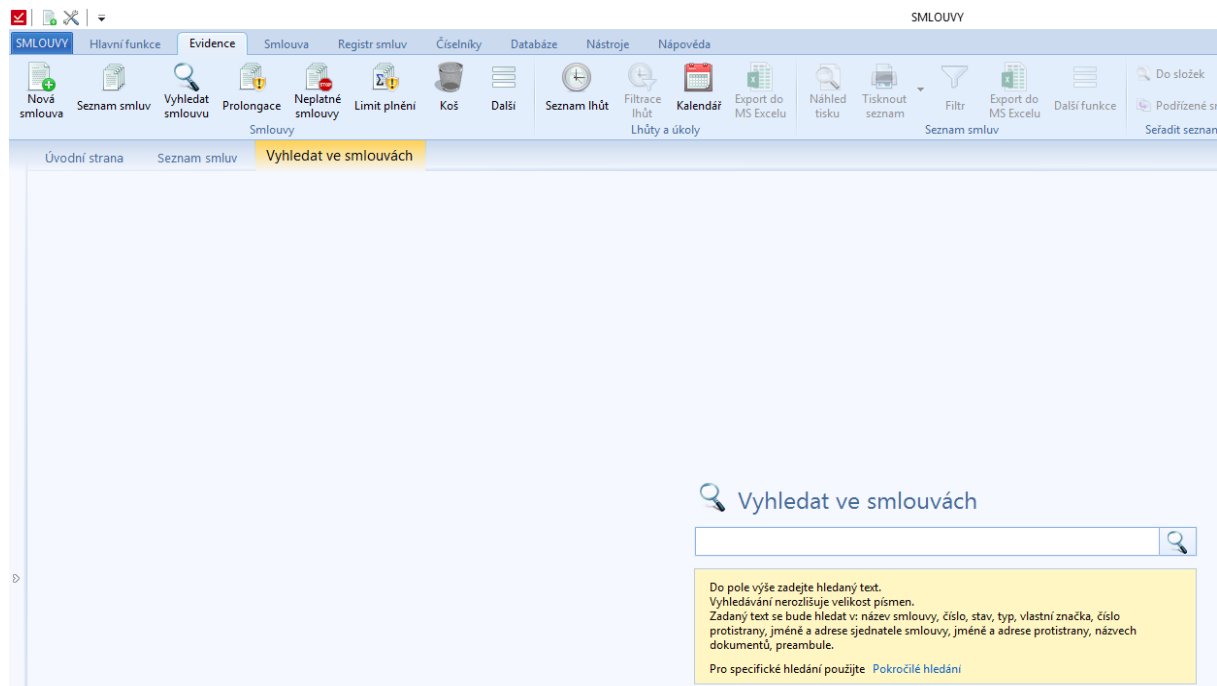 SMLOUVY
SMLOUVY Hlavní funkce Evidence Smlouva Registr smluv Číselníky Databáze Nástroje Nápověda
Nová smlouva
Seznam smluv
Vyhledat smlouvu
Prolongace
Neplatné smlouvy
Limit plnění
Koš
Další
Seznam lhůt
Filtrace lhůt
Kalendář
Export do MS Excelu
Náhled tisku
Tisknout seznam
Filtr
Export do MS Excelu
Další funkce
Do složek
Podřízené
Smlouvy
Lhůty a úkoly
Seznam smluv
Seřadit seznam
Úvodní strana Seznam smluv Vyhledat ve smlouvách
Vyhledat ve smlouvách
Do pole výše zadejte hledaný text.
Vyhledávání nerozlišuje velikost písmen.
Zadaný text se bude hledat v: název smlouvy, číslo, stav, typ, vlastní značka, číslo
protistrany, jméně a adrese sjednatele smlouvy, jméně a adrese protistrany, názvech
dokumentů, preambule.
Pro specifické hledání použijte Pokročilé hledání